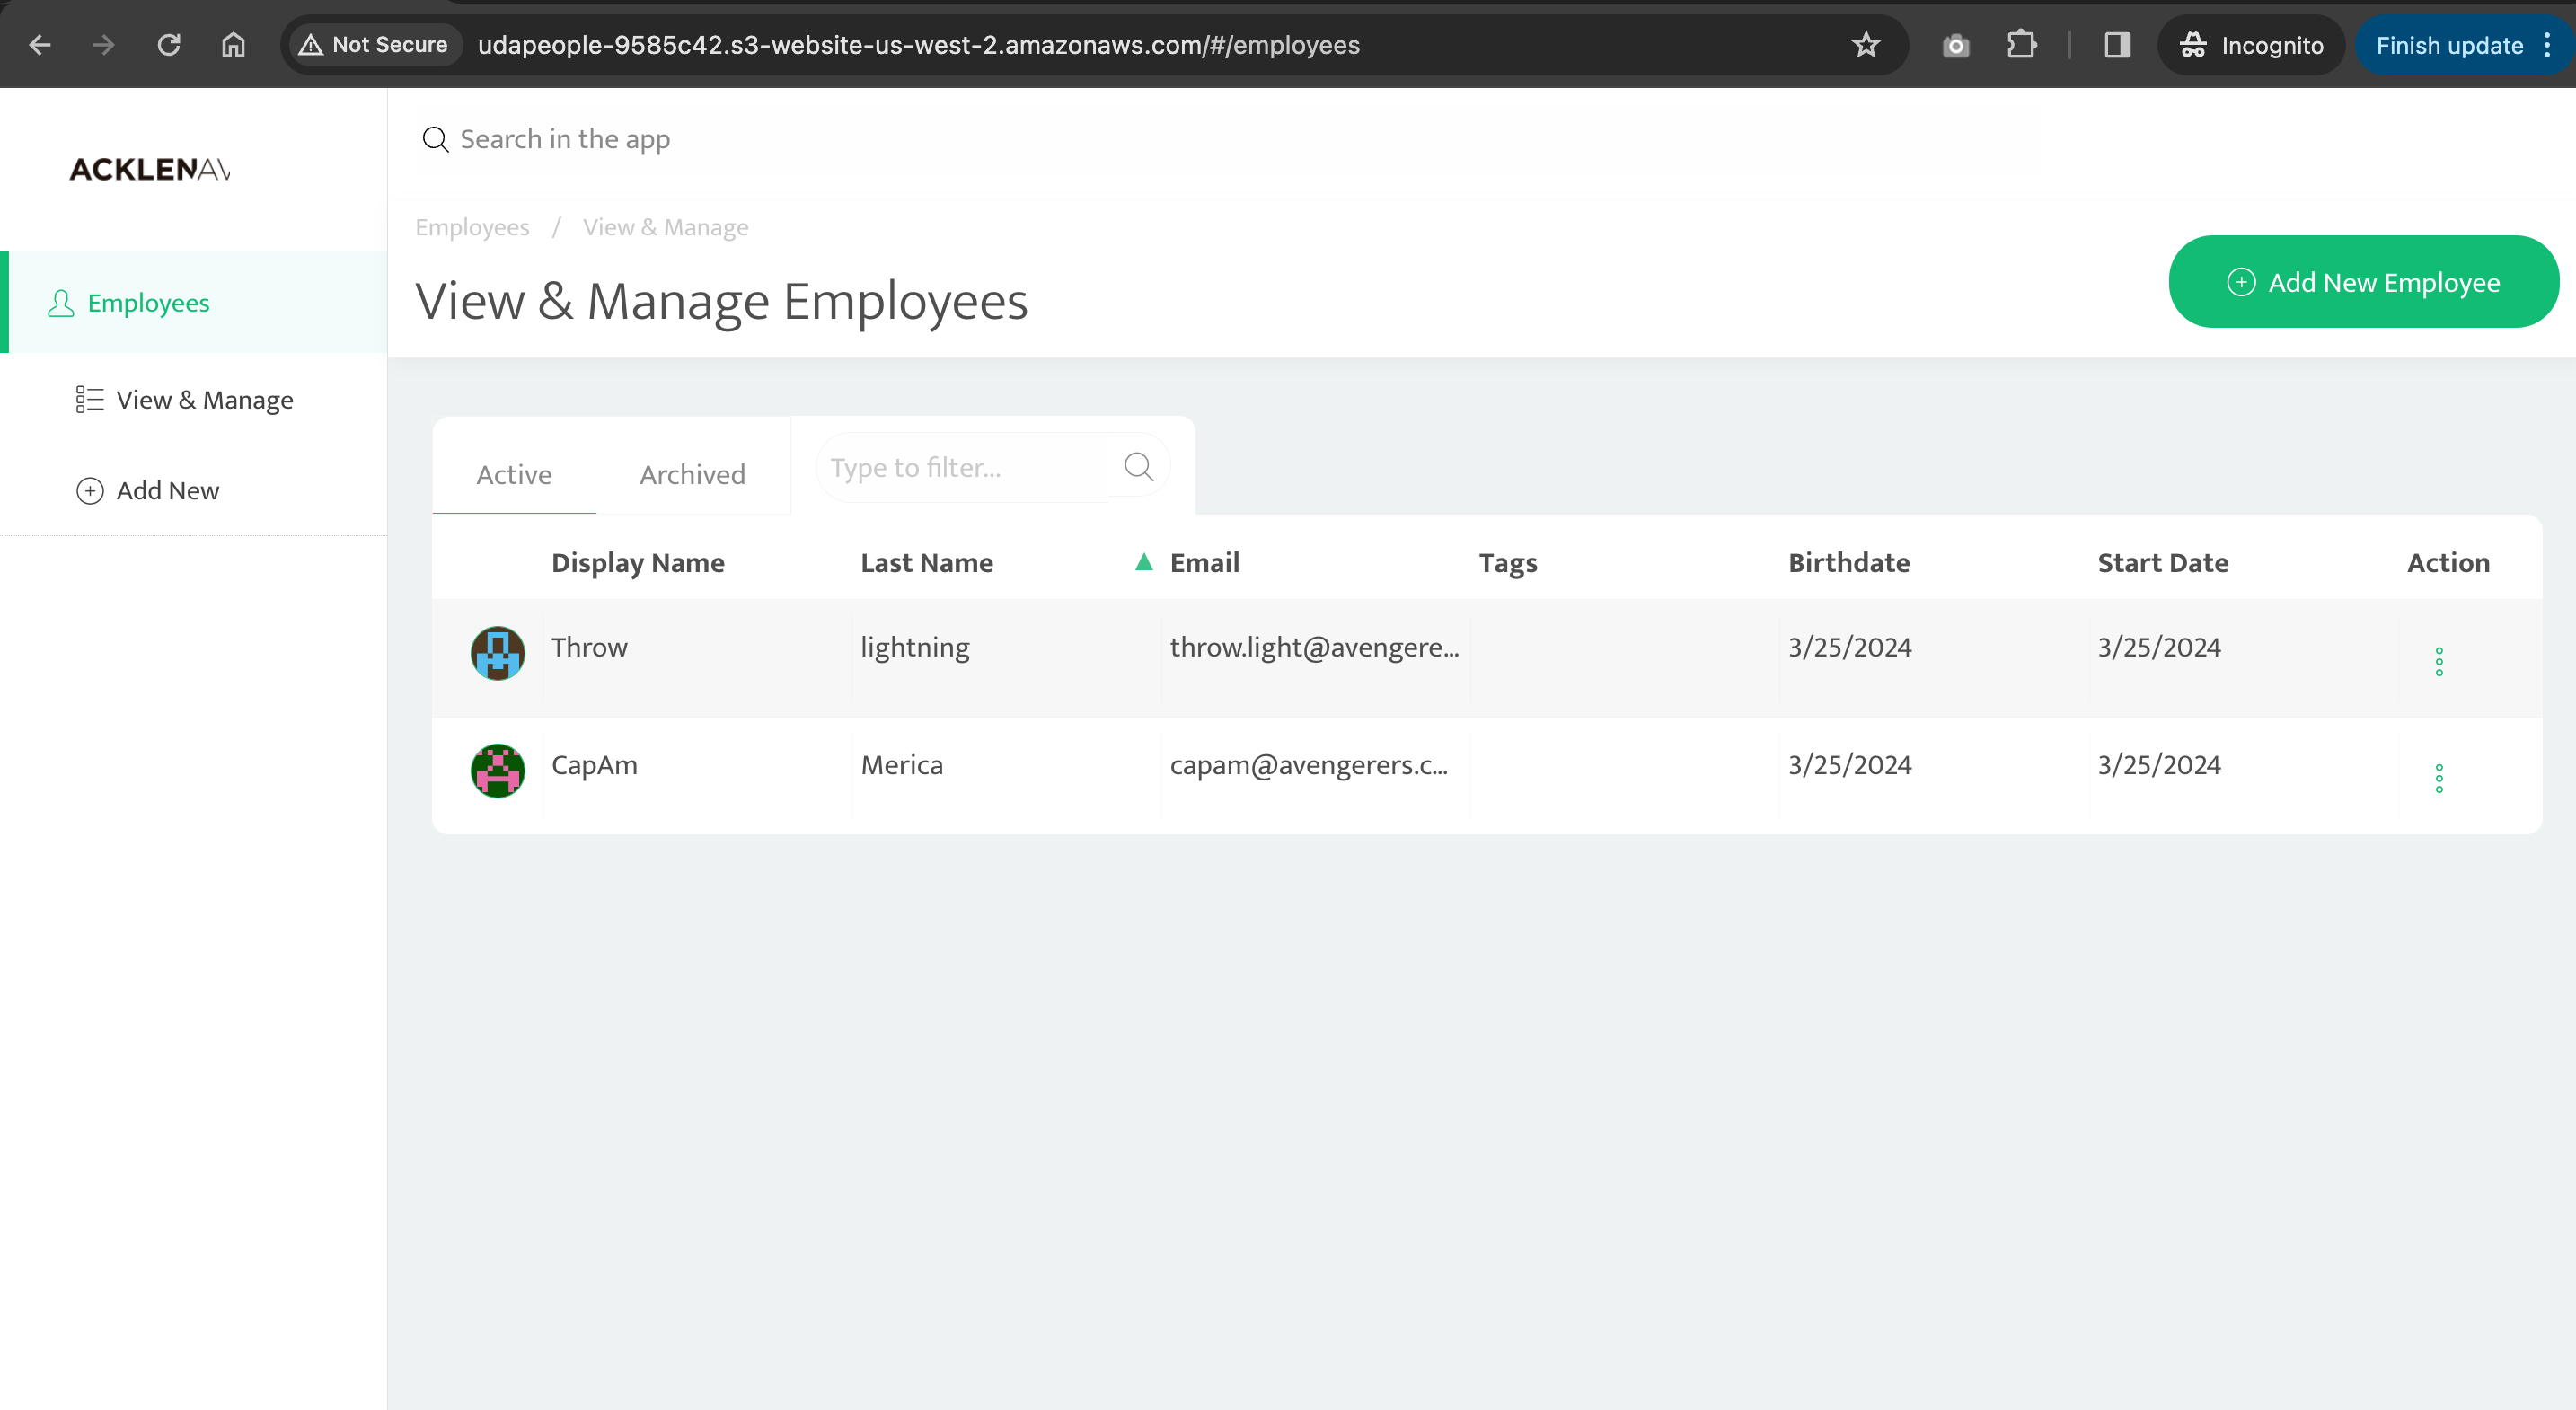 Not Secure udapeople-9585c42.s3-website-us-west-2.amazonaws.com/#/employees Incognito Finish update
ACKLENAV
Search in the app
Employees / View & Manage
View & Manage Employees
Add New Employee
Employees
View & Manage
Add New
Active Archived Type to filter...
Display Name Last Name Email Tags Birthdate Start Date Action
Throw lightning throw.light@avengere... 3/25/2024 3/25/2024
CapAm Merica capam@avengerers.c... 3/25/2024 3/25/2024